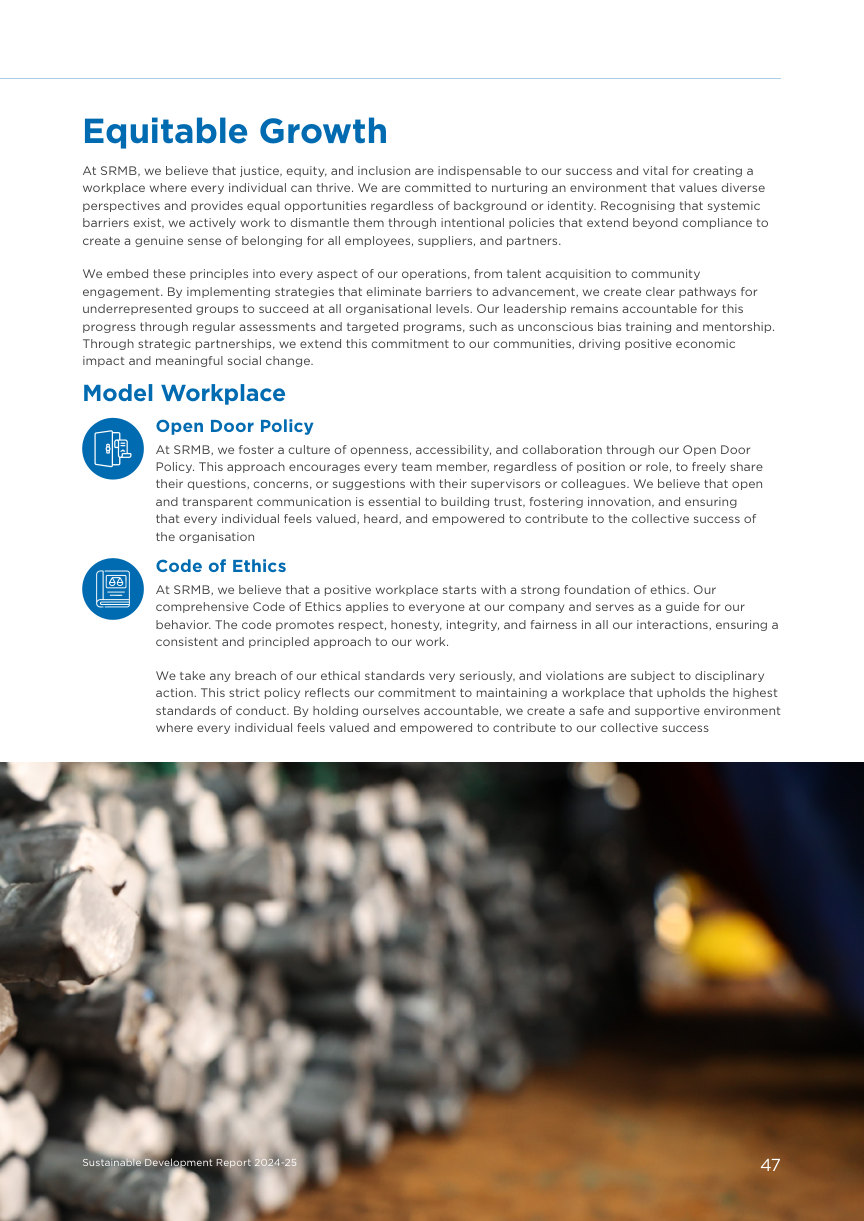 Equitable Growth
At SRMB, we believe that justice, equity, and inclusion are indispensable to our success and vital for creating a
workplace where every individual can thrive. We are committed to nurturing an environment that values diverse
perspectives and provides equal opportunities regardless of background or identity. Recognising that systemic
barriers exist, we actively work to dismantle them through intentional policies that extend beyond compliance to
create a genuine sense of belonging for all employees, suppliers, and partners.
We embed these principles into every aspect of our operations, from talent acquisition to community
engagement. By implementing strategies that eliminate barriers to advancement, we create clear pathways for
underrepresented groups to succeed at all organisational levels. Our leadership remains accountable for this
progress through regular assessments and targeted programs, such as unconscious bias training and mentorship.
Through strategic partnerships, we extend this commitment to our communities, driving positive economic
impact and meaningful social change.
Model Workplace
Open Door Policy
At SRMB, we foster a culture of openness, accessibility, and collaboration through our Open Door
Policy. This approach encourages every team member, regardless of position or role, to freely share
their questions, concerns, or suggestions with their supervisors or colleagues. We believe that open
and transparent communication is essential to building trust, fostering innovation, and ensuring
that every individual feels valued, heard, and empowered to contribute to the collective success of
the organisation
Code of Ethics
At SRMB, we believe that a positive workplace starts with a strong foundation of ethics. Our
comprehensive Code of Ethics applies to everyone at our company and serves as a guide for our
behavior. The code promotes respect, honesty, integrity, and fairness in all our interactions, ensuring a
consistent and principled approach to our work.
We take any breach of our ethical standards very seriously, and violations are subject to disciplinary
action. This strict policy reflects our commitment to maintaining a workplace that upholds the highest
standards of conduct. By holding ourselves accountable, we create a safe and supportive environment
where every individual feels valued and empowered to contribute to our collective success
Sustainable Development Report 2024-25
47